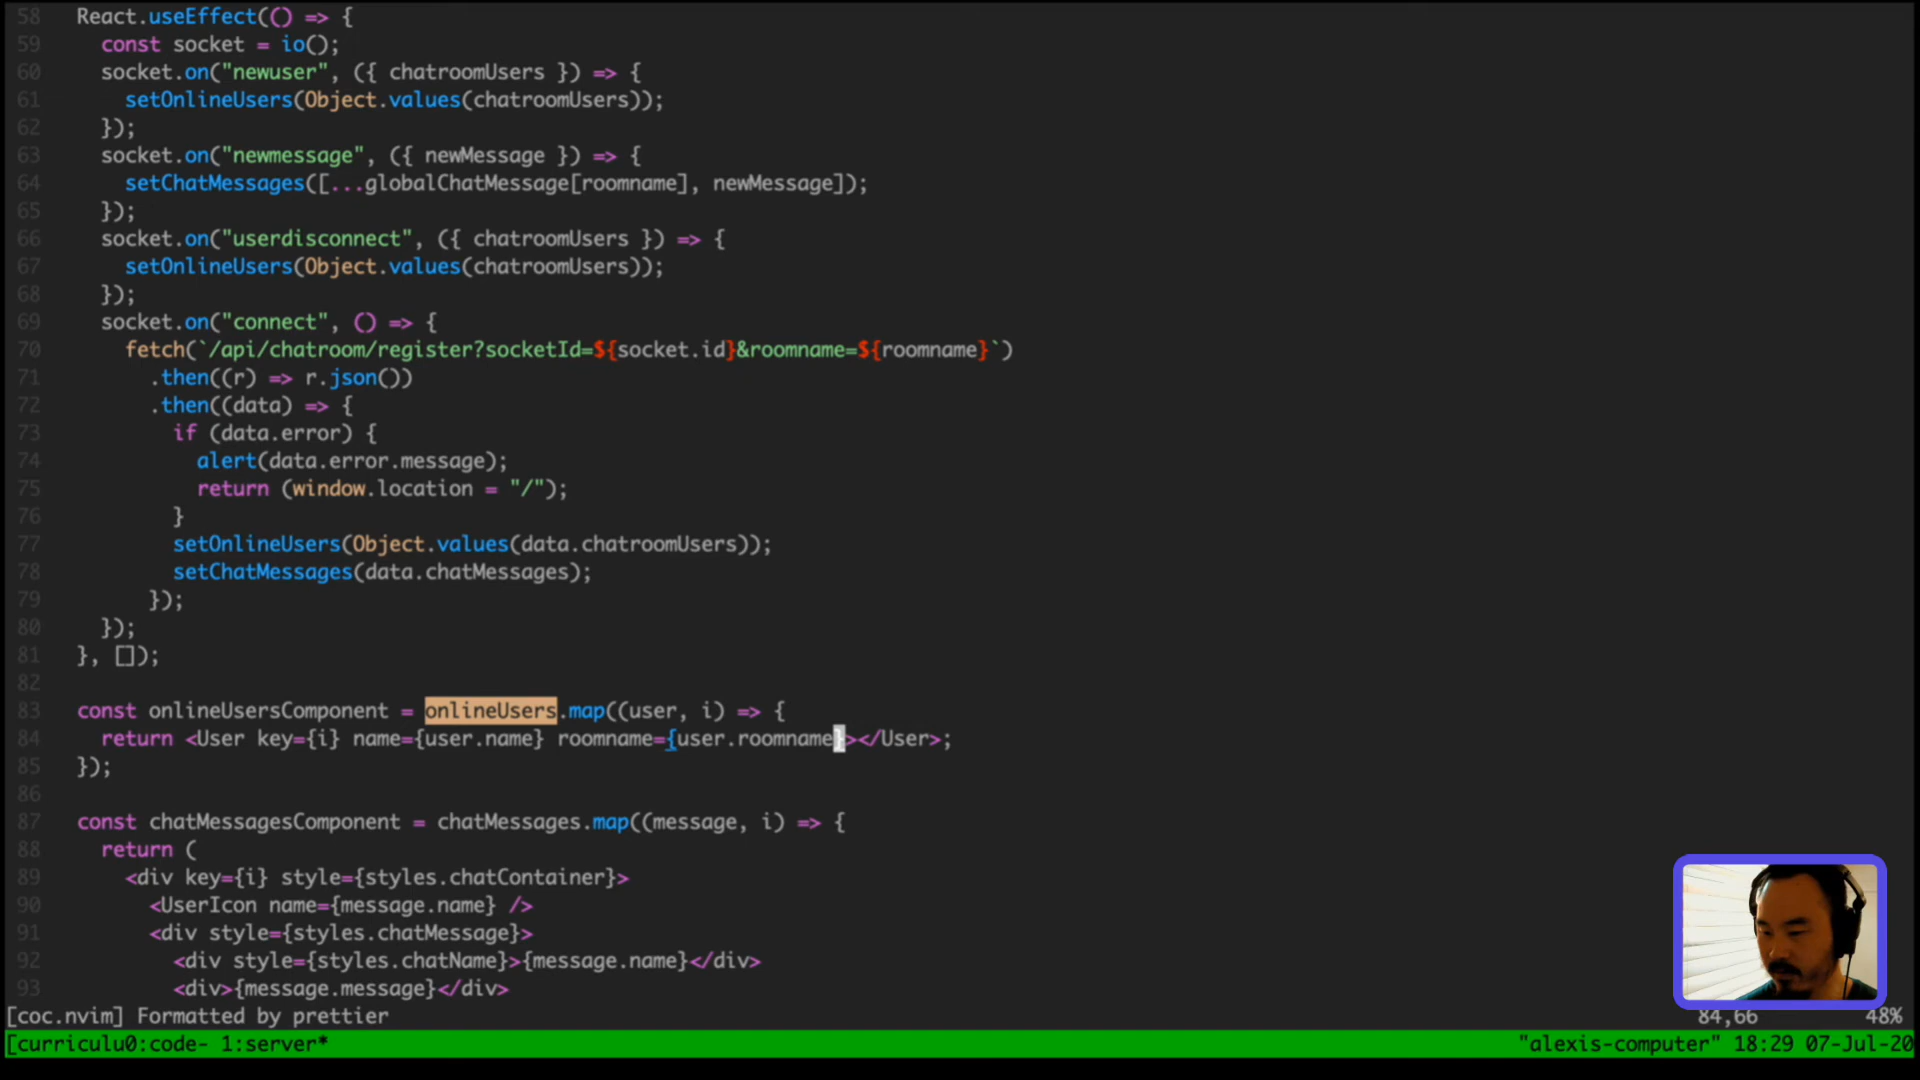 58   React.useEffect(() => {
59     const socket = io();
60     socket.on("newuser", ({ chatroomUsers }) => {
61       setOnlineUsers(Object.values(chatroomUsers));
62     });
63     socket.on("newmessage", ({ newMessage }) => {
64       setChatMessages([...globalChatMessage[roomname], newMessage]);
65     });
66     socket.on("userdisconnect", ({ chatroomUsers }) => {
67       setOnlineUsers(Object.values(chatroomUsers));
68     });
69     socket.on("connect", () => {
70       fetch(`/api/chatroom/register?socketId=${socket.id}&roomname=${roomname}`)
71         .then((r) => r.json())
72         .then((data) => {
73           if (data.error) {
74             alert(data.error.message);
75             return (window.location = "/");
76           }
77           setOnlineUsers(Object.values(data.chatroomUsers));
78           setChatMessages(data.chatMessages);
79         });
80     });
81   }, []);
82
83   const onlineUsersComponent = onlineUsers.map((user, i) => {
84     return <User key={i} name={user.name} roomname={user.roomname}></User>;
85   });
86
87   const chatMessagesComponent = chatMessages.map((message, i) => {
88     return (
89       <div key={i} style={styles.chatContainer}>
90         <UserIcon name={message.name} />
91         <div style={styles.chatMessage}>
92           <div style={styles.chatName}>{message.name}</div>
93           <div>{message.message}</div>
[coc.nvim] Formatted by prettier 84,66 48%
[curriculu0:code- 1:server* "alexis-computer" 18:29 07-Jul-20